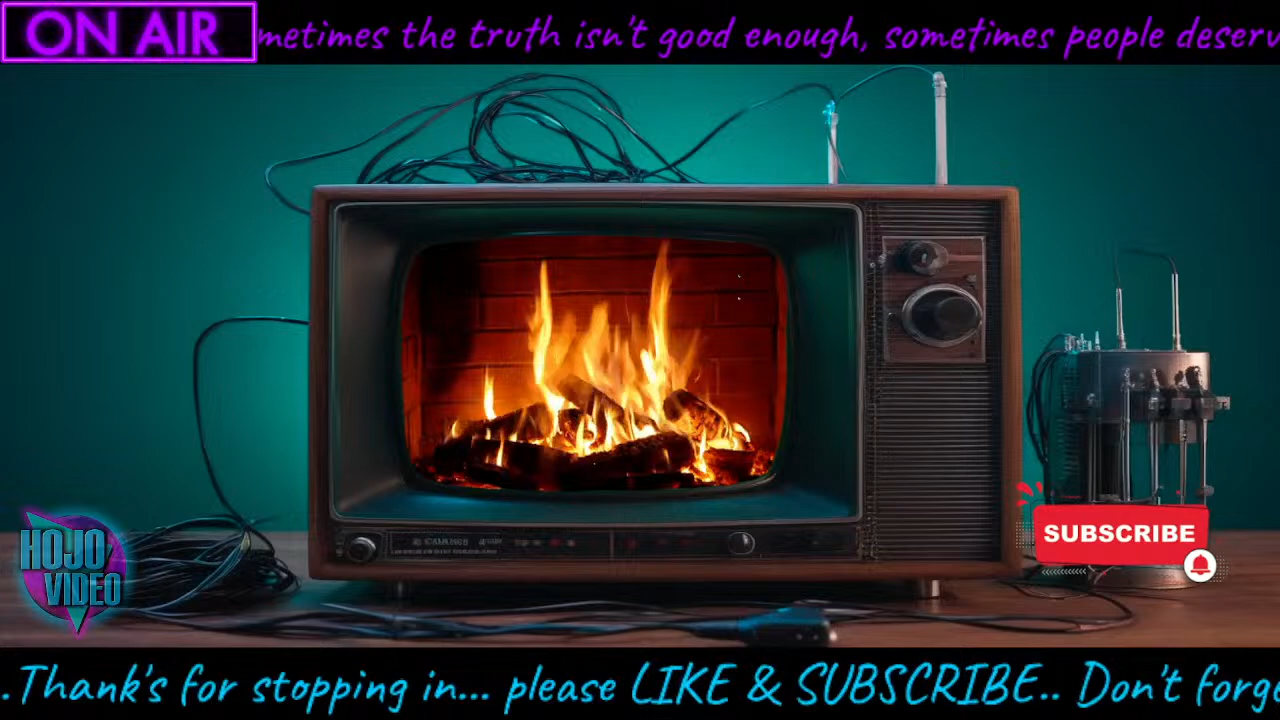 ON AIR
metimes the truth isn't good enough, sometimes people deserv
HOJO
VIDEO
SUBSCRIBE
.Thank's for stopping in... please LIKE & SUBSCRIBE.. Don't forge